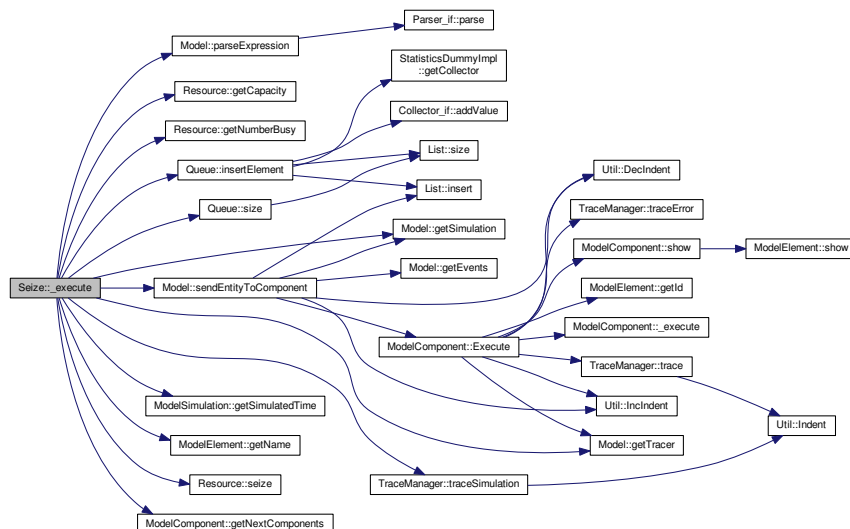 Parser_if::parse
Model::parseExpression
StatisticsDummyImpl
::getCollector
Resource::getCapacity
Collector_if::addValue
Resource::getNumberBusy
List::size
Queue::insertElement
Util::DecIndent
List::insert
Queue::size
TraceManager::traceError
Model::getSimulation
ModelComponent::show
ModelElement::show
Model::getEvents
Seize::_execute
Model::sendEntityToComponent
ModelElement::getId
ModelComponent::_execute
ModelComponent::Execute
TraceManager::trace
ModelSimulation::getSimulatedTime
Util::IncIndent
Util::Indent
ModelElement::getName
Model::getTracer
Resource::seize
TraceManager::traceSimulation
ModelComponent::getNextComponents